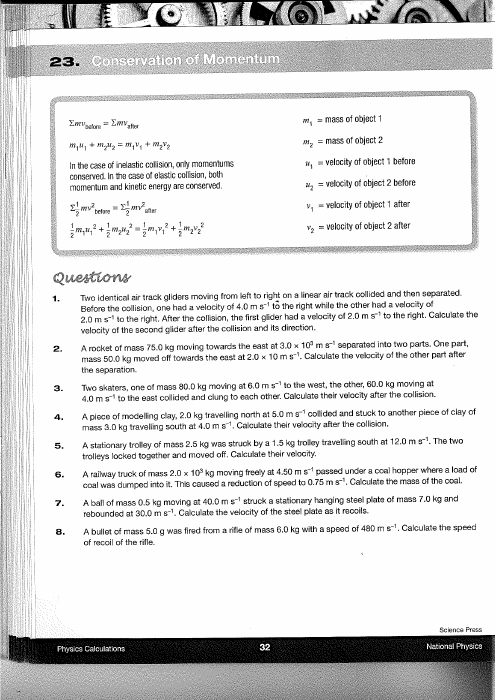 23. Conservation of Momentum
Σmv before = Σmv after
m₁u₁ + m₂u₂ = m₁v₁ + m₂v₂
In the case of inelastic collision, only momentums
conserved. In the case of elastic collision, both
momentum and kinetic energy are conserved.
Σ½mv² before = Σ½mv² after
½m₁u₁² + ½m₂u₂² = ½m₁v₁² + ½m₂v₂²
m₁ = mass of object 1
m₂ = mass of object 2
u₁ = velocity of object 1 before
u₂ = velocity of object 2 before
v₁ = velocity of object 1 after
v₂ = velocity of object 2 after
Questions
1. Two identical air track gliders moving from left to right on a linear air track collided and then separated.
Before the collision, one had a velocity of 4.0 m s⁻¹ to the right while the other had a velocity of
2.0 m s⁻¹ to the right. After the collision, the first glider had a velocity of 2.0 m s⁻¹ to the right. Calculate the
velocity of the second glider after the collision and its direction.
2. A rocket of mass 75.0 kg moving towards the east at 3.0 × 10³ m s⁻¹ separated into two parts. One part,
mass 50.0 kg moved off towards the east at 2.0 × 10 m s⁻¹. Calculate the velocity of the other part after
the separation.
3. Two skaters, one of mass 80.0 kg moving at 6.0 m s⁻¹ to the west, the other, 60.0 kg moving at
4.0 m s⁻¹ to the east collided and clung to each other. Calculate their velocity after the collision.
4. A piece of modelling clay, 2.0 kg travelling north at 5.0 m s⁻¹ collided and stuck to another piece of clay of
mass 3.0 kg travelling south at 4.0 m s⁻¹. Calculate their velocity after the collision.
5. A stationary trolley of mass 2.5 kg was struck by a 1.5 kg trolley travelling south at 12.0 m s⁻¹. The two
trolleys locked together and moved off. Calculate their velocity.
6. A railway truck of mass 2.0 × 10³ kg moving freely at 4.50 m s⁻¹ passed under a coal hopper where a load of
coal was dumped into it. This caused a reduction of speed to 0.75 m s⁻¹. Calculate the mass of the coal.
7. A ball of mass 0.5 kg moving at 40.0 m s⁻¹ struck a stationary hanging steel plate of mass 7.0 kg and
rebounded at 30.0 m s⁻¹. Calculate the velocity of the steel plate as it recoils.
8. A bullet of mass 5.0 g was fired from a rifle of mass 6.0 kg with a speed of 480 m s⁻¹. Calculate the speed
of recoil of the rifle.
Science Press
Physics Calculations 32 National Physics